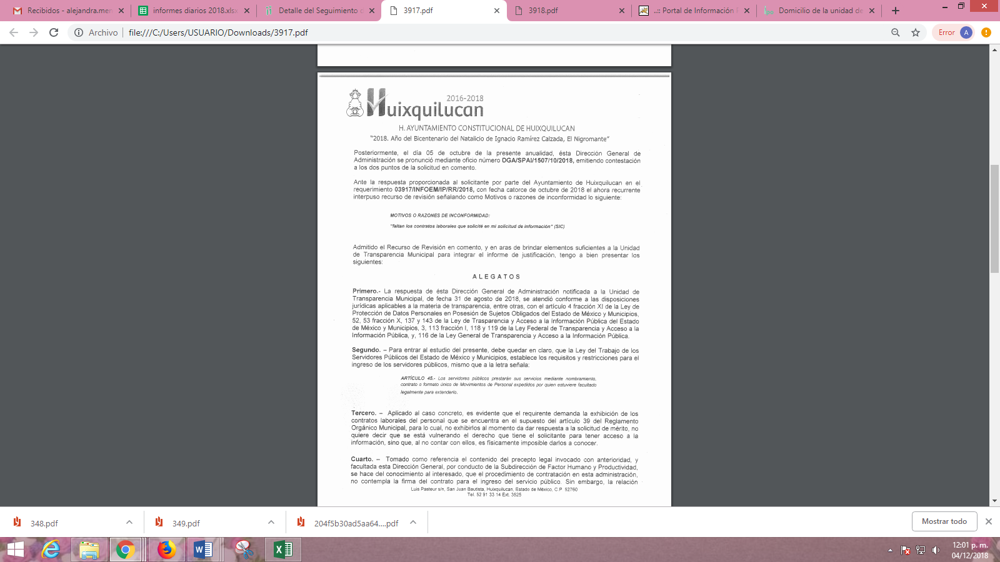 Recibidos - alejandra.men
informes diarios 2018.xlsx
Detalle del Seguimiento d
3917.pdf
3918.pdf
..:: Portal de Información P
Domicilio de la unidad de
Archivo
file:///C:/Users/USUARIO/Downloads/3917.pdf
Error
A
2016-2018
Huixquilucan
H. AYUNTAMIENTO CONSTITUCIONAL DE HUIXQUILUCAN
"2018. Año del Bicentenario del Natalicio de Ignacio Ramírez Calzada, El Nigromante"
Posteriormente, el día 05 de octubre de la presente anualidad, ésta Dirección General de
Administración se pronunció mediante oficio número DGA/SPAI/1507/10/2018, emitiendo contestación
a los dos puntos de la solicitud en comento.
Ante la respuesta proporcionada al solicitante por parte del Ayuntamiento de Huixquilucan en el
requerimiento 03917/INFOEM/IP/RR/2018, con fecha catorce de octubre de 2018 el ahora recurrente
interpuso recurso de revisión señalando como Motivos o razones de inconformidad lo siguiente:
MOTIVOS O RAZONES DE INCONFORMIDAD:
"faltan los contratos laborales que solicité en mi solicitud de información" (SIC)
Admitido el Recurso de Revisión en comento, y en aras de brindar elementos suficientes a la Unidad
de Transparencia Municipal para integrar el informe de justificación, tengo a bien presentar los
siguientes:
A L E G A T O S
Primero.- La respuesta de ésta Dirección General de Administración notificada a la Unidad de
Transparencia Municipal, de fecha 31 de agosto de 2018, se atendió conforme a las disposiciones
jurídicas aplicables a la materia de transparencia, entre otras, con el artículo 4 fracción XI de la Ley de
Protección de Datos Personales en Posesión de Sujetos Obligados del Estado de México y Municipios,
52, 53 fracción X, 137 y 143 de la Ley de Trasparencia y Acceso a la Información Pública del Estado
de México y Municipios, 3, 113 fracción I, 118 y 119 de la Ley Federal de Transparencia y Acceso a la
Información Pública, y, 116 de la Ley General de Transparencia y Acceso a la Información Pública.
Segundo. – Para entrar al estudio del presente, debe quedar en claro, que la Ley del Trabajo de los
Servidores Públicos del Estado de México y Municipios, establece los requisitos y restricciones para el
ingreso de los servidores públicos, mismo que a la letra señala:
ARTÍCULO 45.- Los servidores públicos prestarán sus servicios mediante nombramiento,
contrato o formato único de Movimientos de Personal expedidos por quien estuviere facultado
legalmente para extenderlo.
Tercero. – Aplicado al caso concreto, es evidente que el requirente demanda la exhibición de los
contratos laborales del personal que se encuentra en el supuesto del artículo 39 del Reglamento
Orgánico Municipal, para lo cual, no exhibirlos al momento da dar respuesta a la solicitud de mérito, no
quiere decir que se está vulnerando el derecho que tiene el solicitante para tener acceso a la
información, sino que, al no contar con ellos, es físicamente imposible darlos a conocer.
Cuarto. – Tomado como referencia el contenido del precepto legal invocado con anterioridad, y
facultada esta Dirección General, por conducto de la Subdirección de Factor Humano y Productividad,
se hace del conocimiento al interesado, que el procedimiento de contratación en esta administración,
no contempla la firma del contrato para el ingreso del servicio público. Sin embargo, la relación
Luis Pasteur s/n, San Juan Bautista, Huixquilucan, Estado de México, C.P 52760
Tel. 52 91 33 14 Ext. 3525
348.pdf
349.pdf
204f5b30ad5aa64....pdf
Mostrar todo
12:01 p. m.
04/12/2018